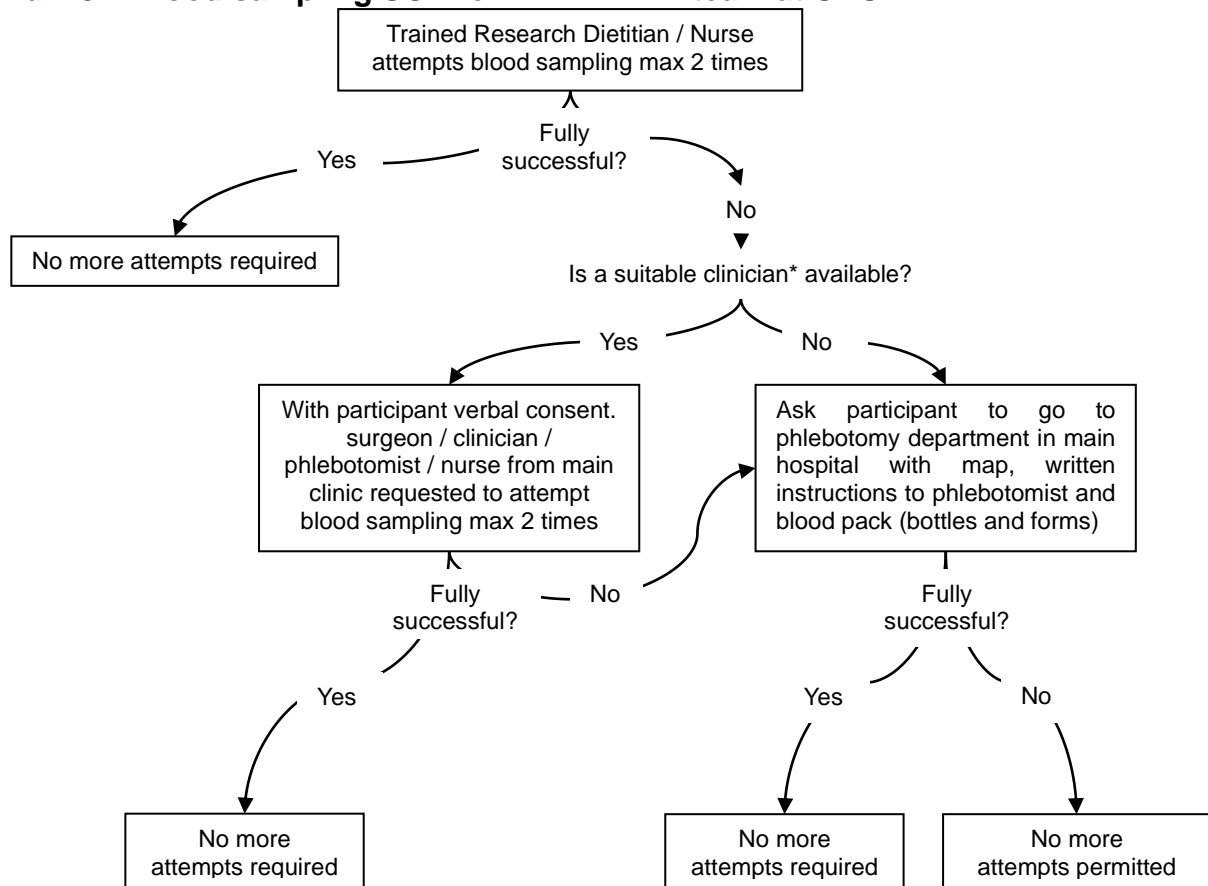 Trained Research Dietitian / Nurse
attempts blood sampling max 2 times
Fully
successful?
Yes
No
No more attempts required
Is a suitable clinician* available?
Yes
No
With participant verbal consent.
surgeon / clinician /
phlebotomist / nurse from main
clinic requested to attempt
blood sampling max 2 times
Ask participant to go to
phlebotomy department in main
hospital with map, written
instructions to phlebotomist and
blood pack (bottles and forms)
Fully
successful?
No
Fully
successful?
Yes
Yes
No
No more
attempts required
No more
attempts required
No more
attempts permitted